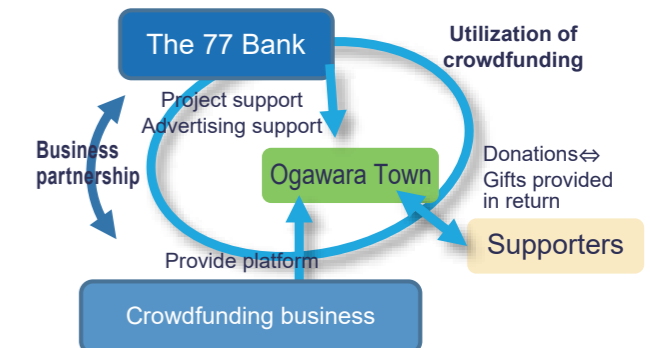 The 77 Bank
Utilization of
crowdfunding
Project support
Advertising support
Business
partnership
Ogawara Town
Donations⇔
Gifts provided
in return
Supporters
Provide platform
Crowdfunding business